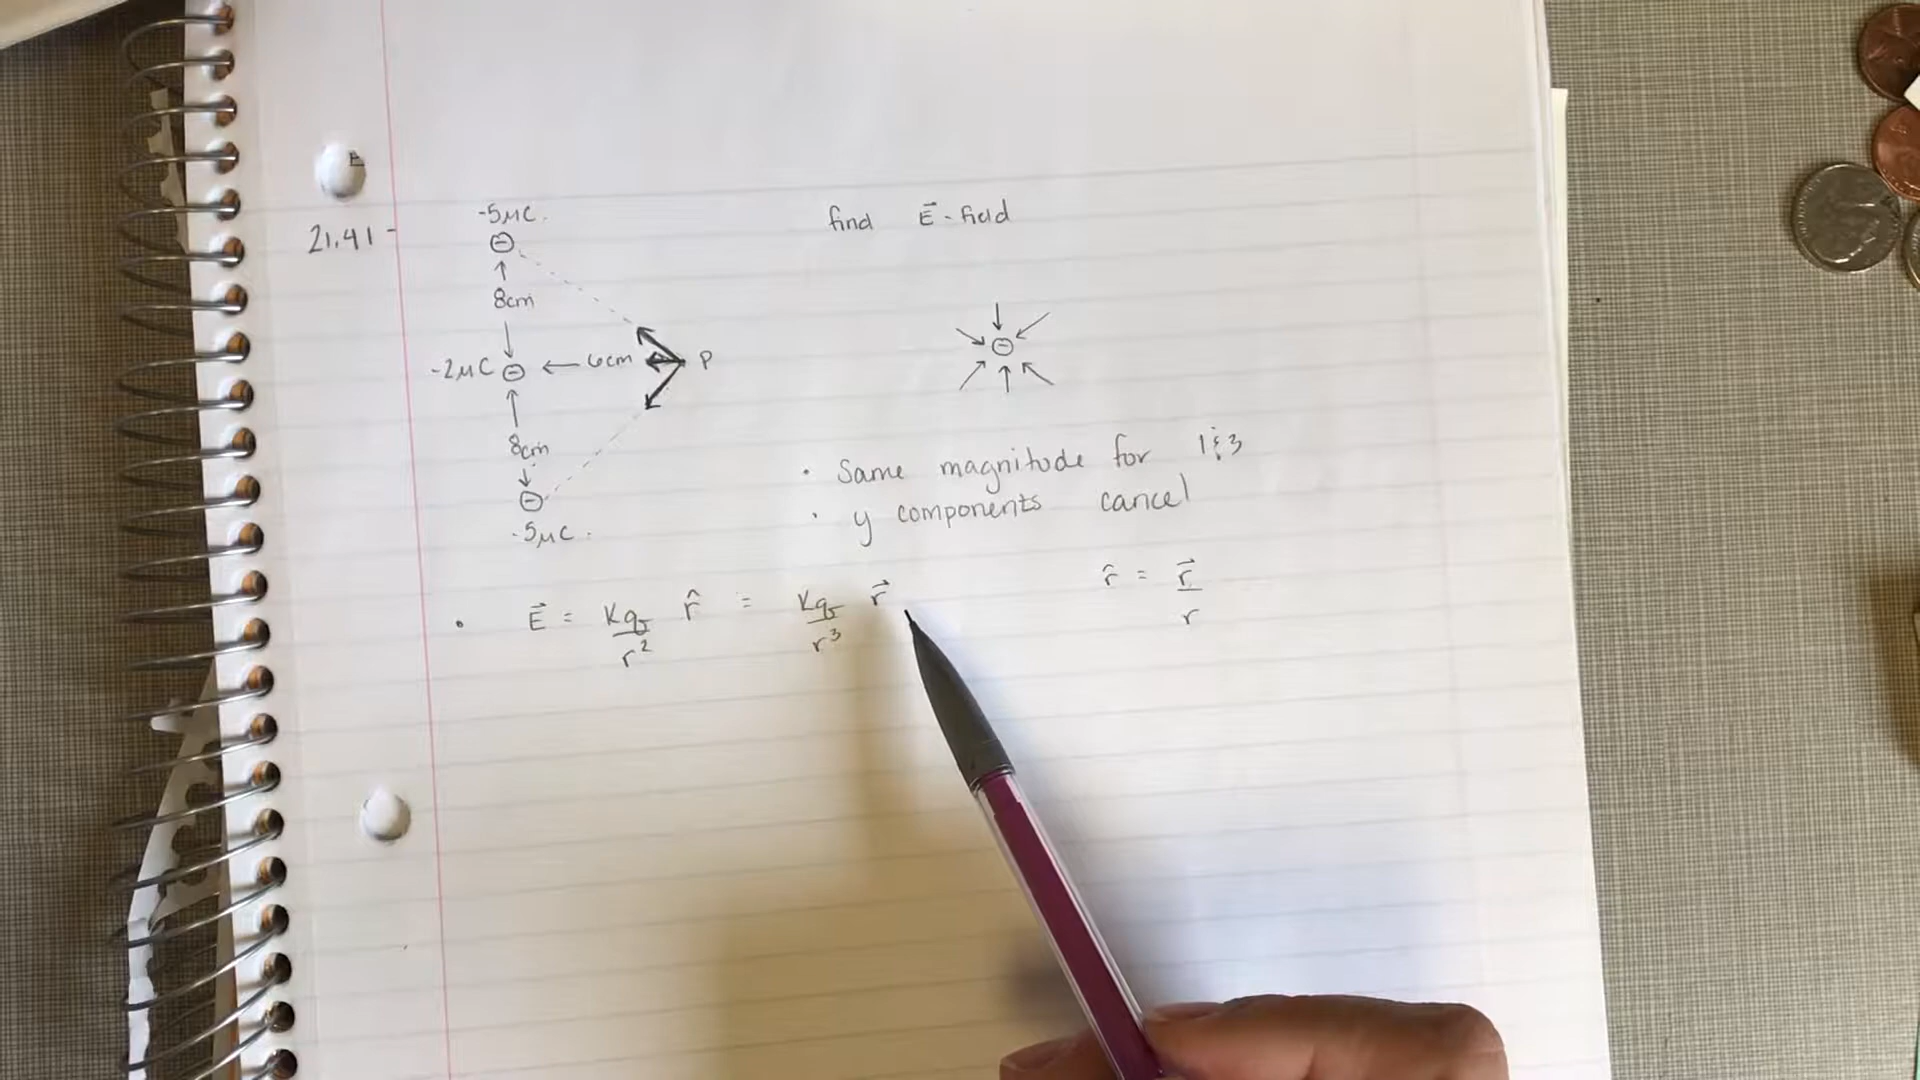 21.41 -
-5μC.
8cm
-2μC
6cm
P
8cm
-5μC.
find E⃗-field
• Same magnitude for 1 & 3
• y components cancel
• E⃗ = kq/r² r̂ = kq/r³ r⃗
r̂ = r⃗/r